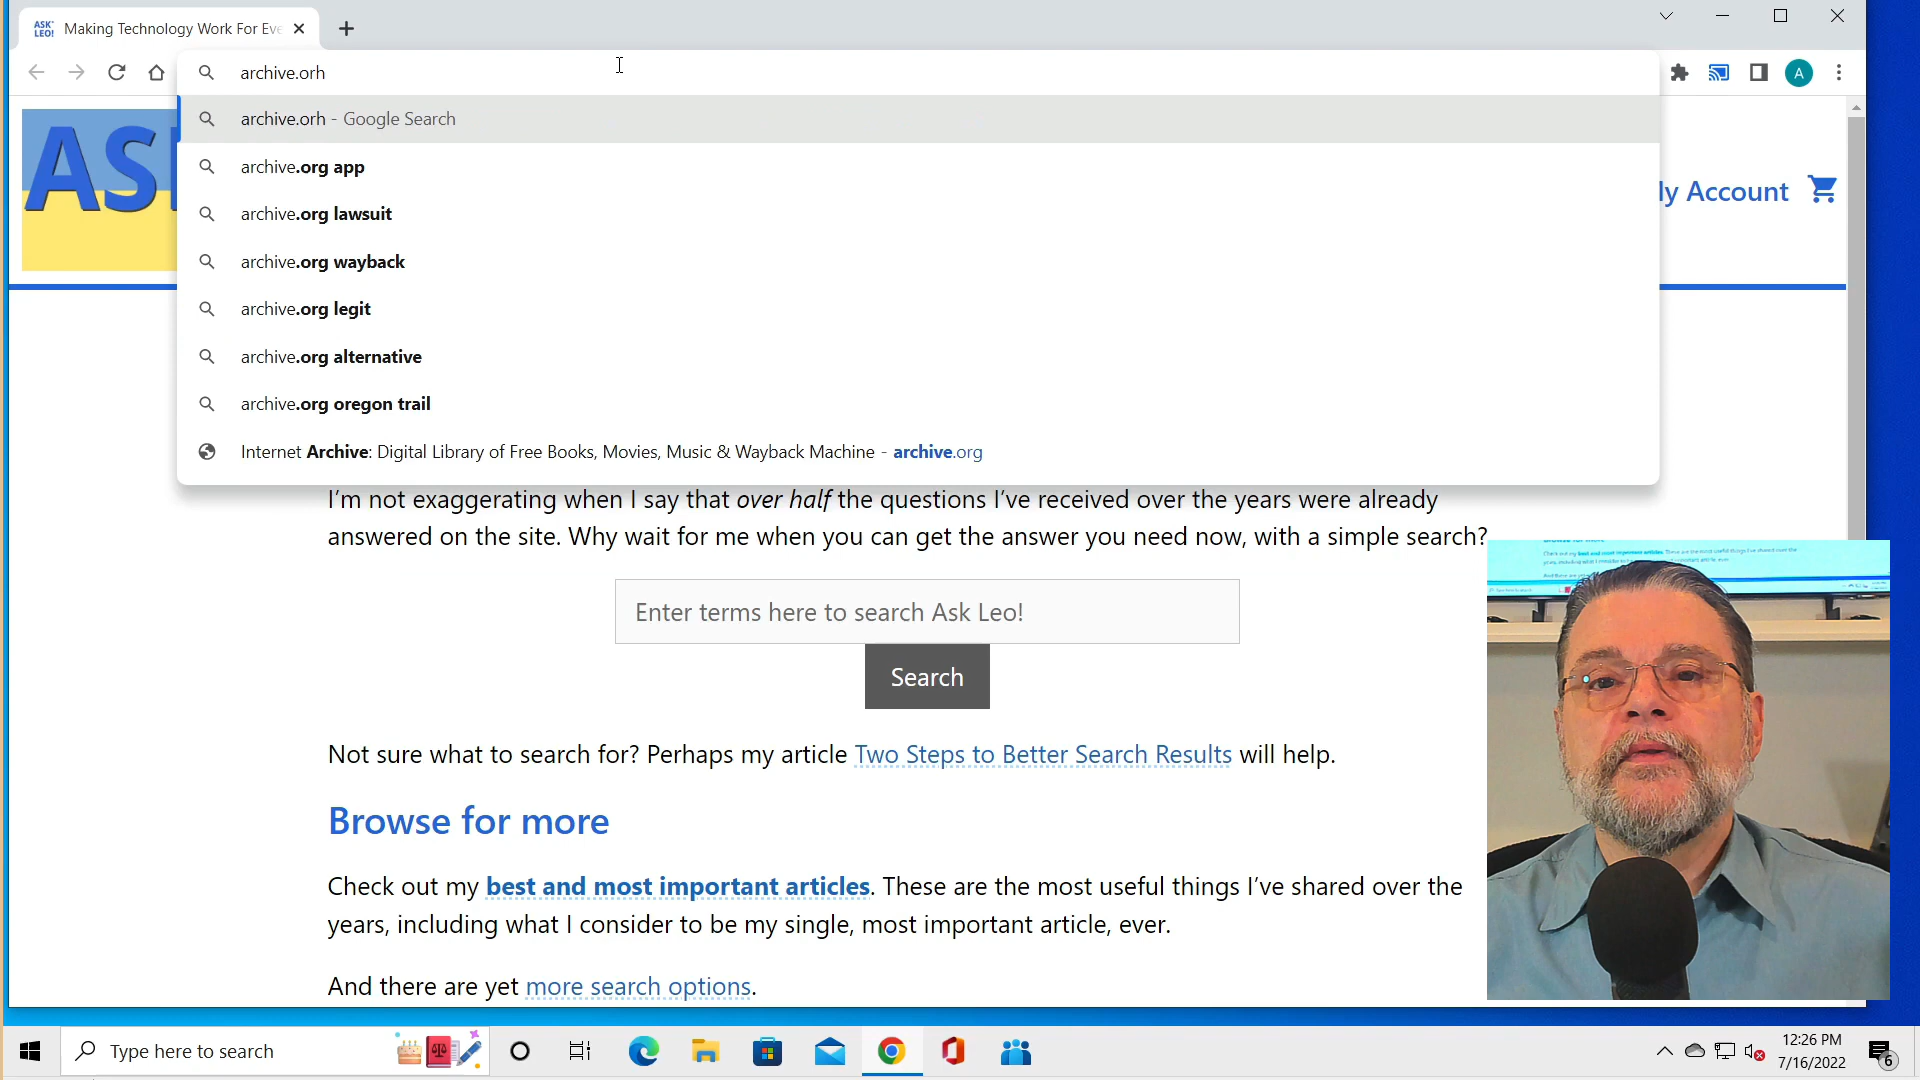 ASK LEO! Making Technology Work For Eve
archive.orh
A
archive.orh - Google Search
archive.org app
archive.org lawsuit
archive.org wayback
archive.org legit
archive.org alternative
archive.org oregon trail
Internet Archive: Digital Library of Free Books, Movies, Music & Wayback Machine - archive.org
AS
ly Account
I'm not exaggerating when I say that over half the questions I've received over the years were already
answered on the site. Why wait for me when you can get the answer you need now, with a simple search?
Enter terms here to search Ask Leo!
Search
Not sure what to search for? Perhaps my article Two Steps to Better Search Results will help.
Browse for more
Check out my best and most important articles. These are the most useful things I've shared over the
years, including what I consider to be my single, most important article, ever.
And there are yet more search options.
Type here to search
12:26 PM
7/16/2022
6